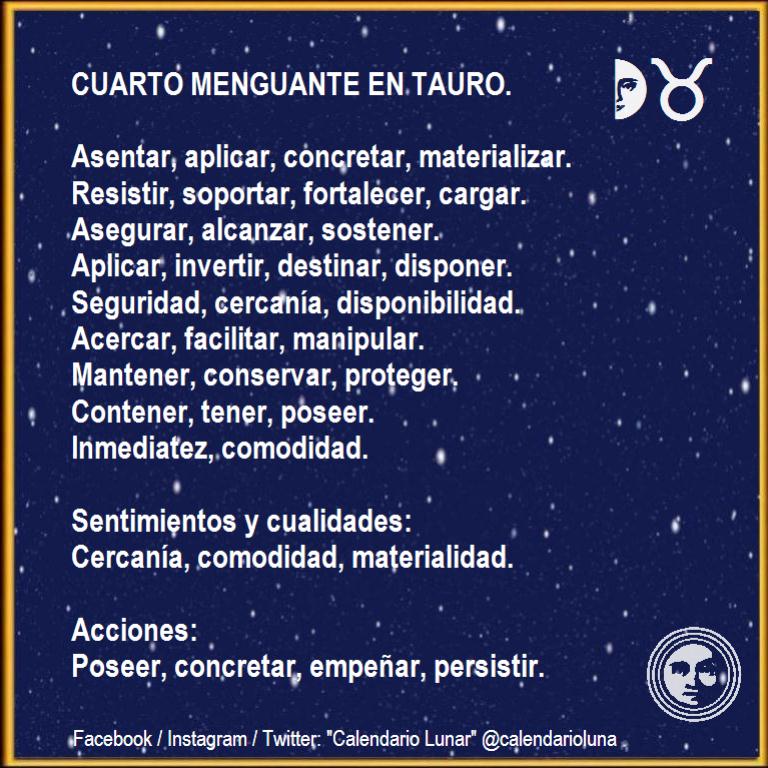 CUARTO MENGUANTE EN TAURO.
Asentar, aplicar, concretar, materializar.
Resistir, soportar, fortalecer, cargar.
Asegurar, alcanzar, sostener.
Aplicar, invertir, destinar, disponer.
Seguridad, cercanía, disponibilidad.
Acercar, facilitar, manipular.
Mantener, conservar, proteger.
Contener, tener, poseer.
Inmediatez, comodidad.
Sentimientos y cualidades:
Cercanía, comodidad, materialidad.
Acciones:
Poseer, concretar, empeñar, persistir.
Facebook / Instagram / Twitter: "Calendario Lunar" @calendarioluna